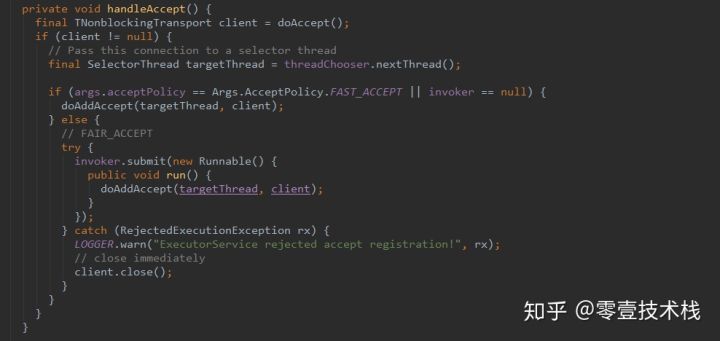 private void handleAccept() {
  final TNonblockingTransport client = doAccept();
  if (client != null) {
    // Pass this connection to a selector thread
    final SelectorThread targetThread = threadChooser.nextThread();

    if (args.acceptPolicy == Args.AcceptPolicy.FAST_ACCEPT || invoker == null) {
      doAddAccept(targetThread, client);
    } else {
      // FAIR_ACCEPT
      try {
        invoker.submit(new Runnable() {
          public void run() {
            doAddAccept(targetThread, client);
          }
        });
      } catch (RejectedExecutionException rx) {
        LOGGER.warn("ExecutorService rejected accept registration!", rx);
        // close immediately
        client.close();
      }
    }
  }
}
知乎 @零壹技术栈